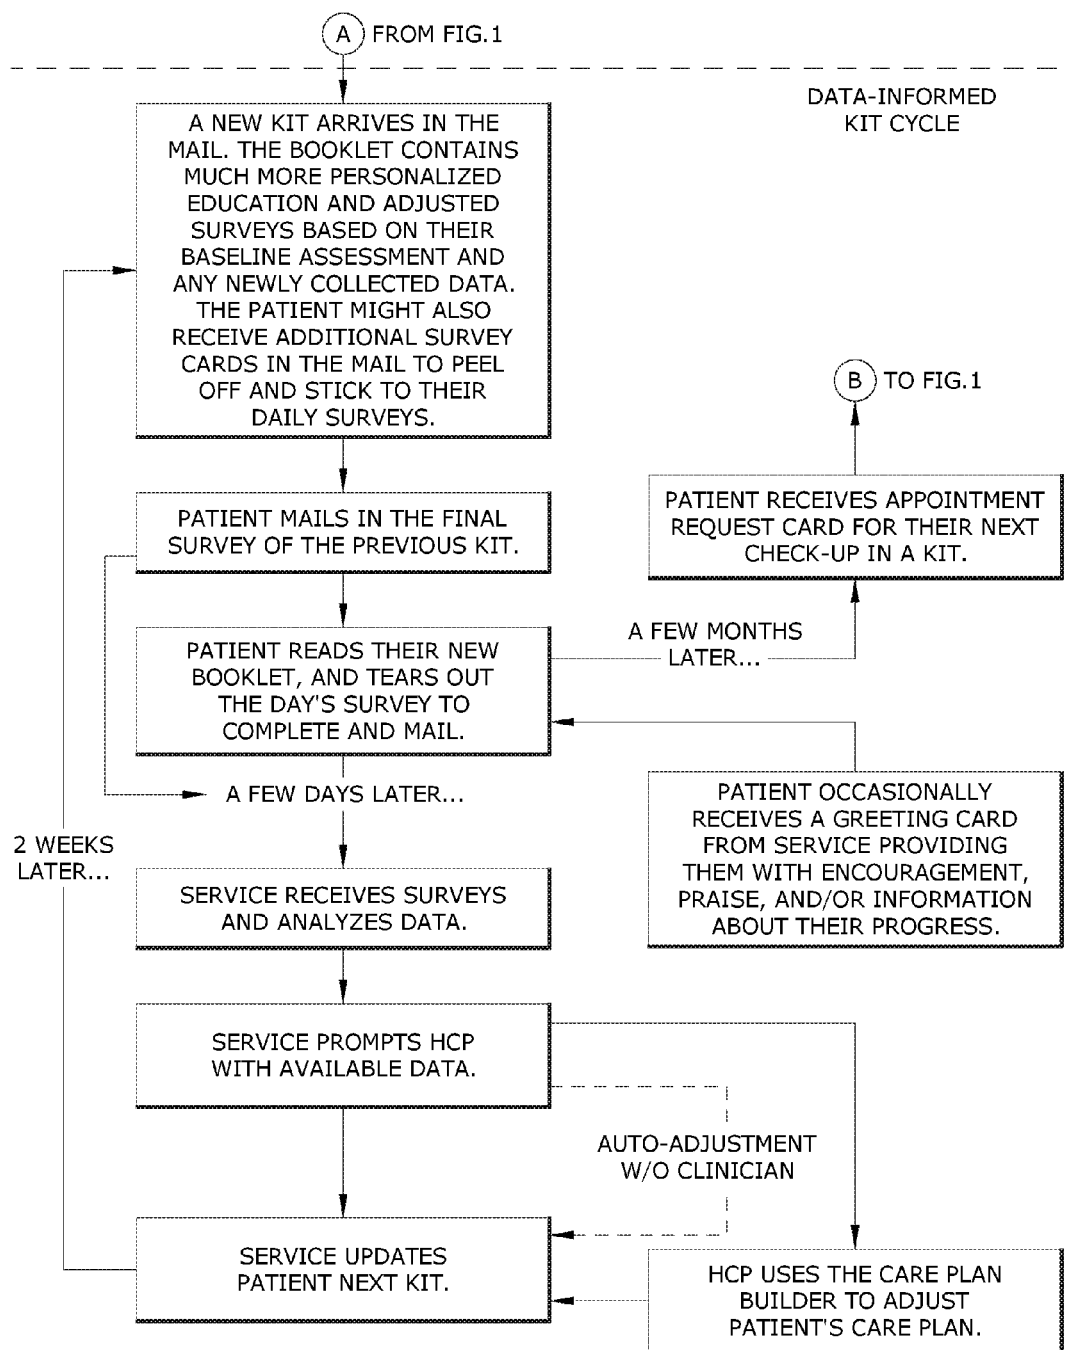 A FROM FIG.1
DATA-INFORMED
KIT CYCLE
A NEW KIT ARRIVES IN THE
MAIL. THE BOOKLET CONTAINS
MUCH MORE PERSONALIZED
EDUCATION AND ADJUSTED
SURVEYS BASED ON THEIR
BASELINE ASSESSMENT AND
ANY NEWLY COLLECTED DATA.
THE PATIENT MIGHT ALSO
RECEIVE ADDITIONAL SURVEY
CARDS IN THE MAIL TO PEEL
OFF AND STICK TO THEIR
DAILY SURVEYS.
B TO FIG.1
PATIENT MAILS IN THE FINAL
SURVEY OF THE PREVIOUS KIT.
PATIENT RECEIVES APPOINTMENT
REQUEST CARD FOR THEIR NEXT
CHECK-UP IN A KIT.
PATIENT READS THEIR NEW
BOOKLET, AND TEARS OUT
THE DAY'S SURVEY TO
COMPLETE AND MAIL.
A FEW MONTHS
LATER...
A FEW DAYS LATER...
PATIENT OCCASIONALLY
RECEIVES A GREETING CARD
FROM SERVICE PROVIDING
THEM WITH ENCOURAGEMENT,
PRAISE, AND/OR INFORMATION
ABOUT THEIR PROGRESS.
2 WEEKS
LATER...
SERVICE RECEIVES SURVEYS
AND ANALYZES DATA.
SERVICE PROMPTS HCP
WITH AVAILABLE DATA.
AUTO-ADJUSTMENT
W/O CLINICIAN
SERVICE UPDATES
PATIENT NEXT KIT.
HCP USES THE CARE PLAN
BUILDER TO ADJUST
PATIENT'S CARE PLAN.